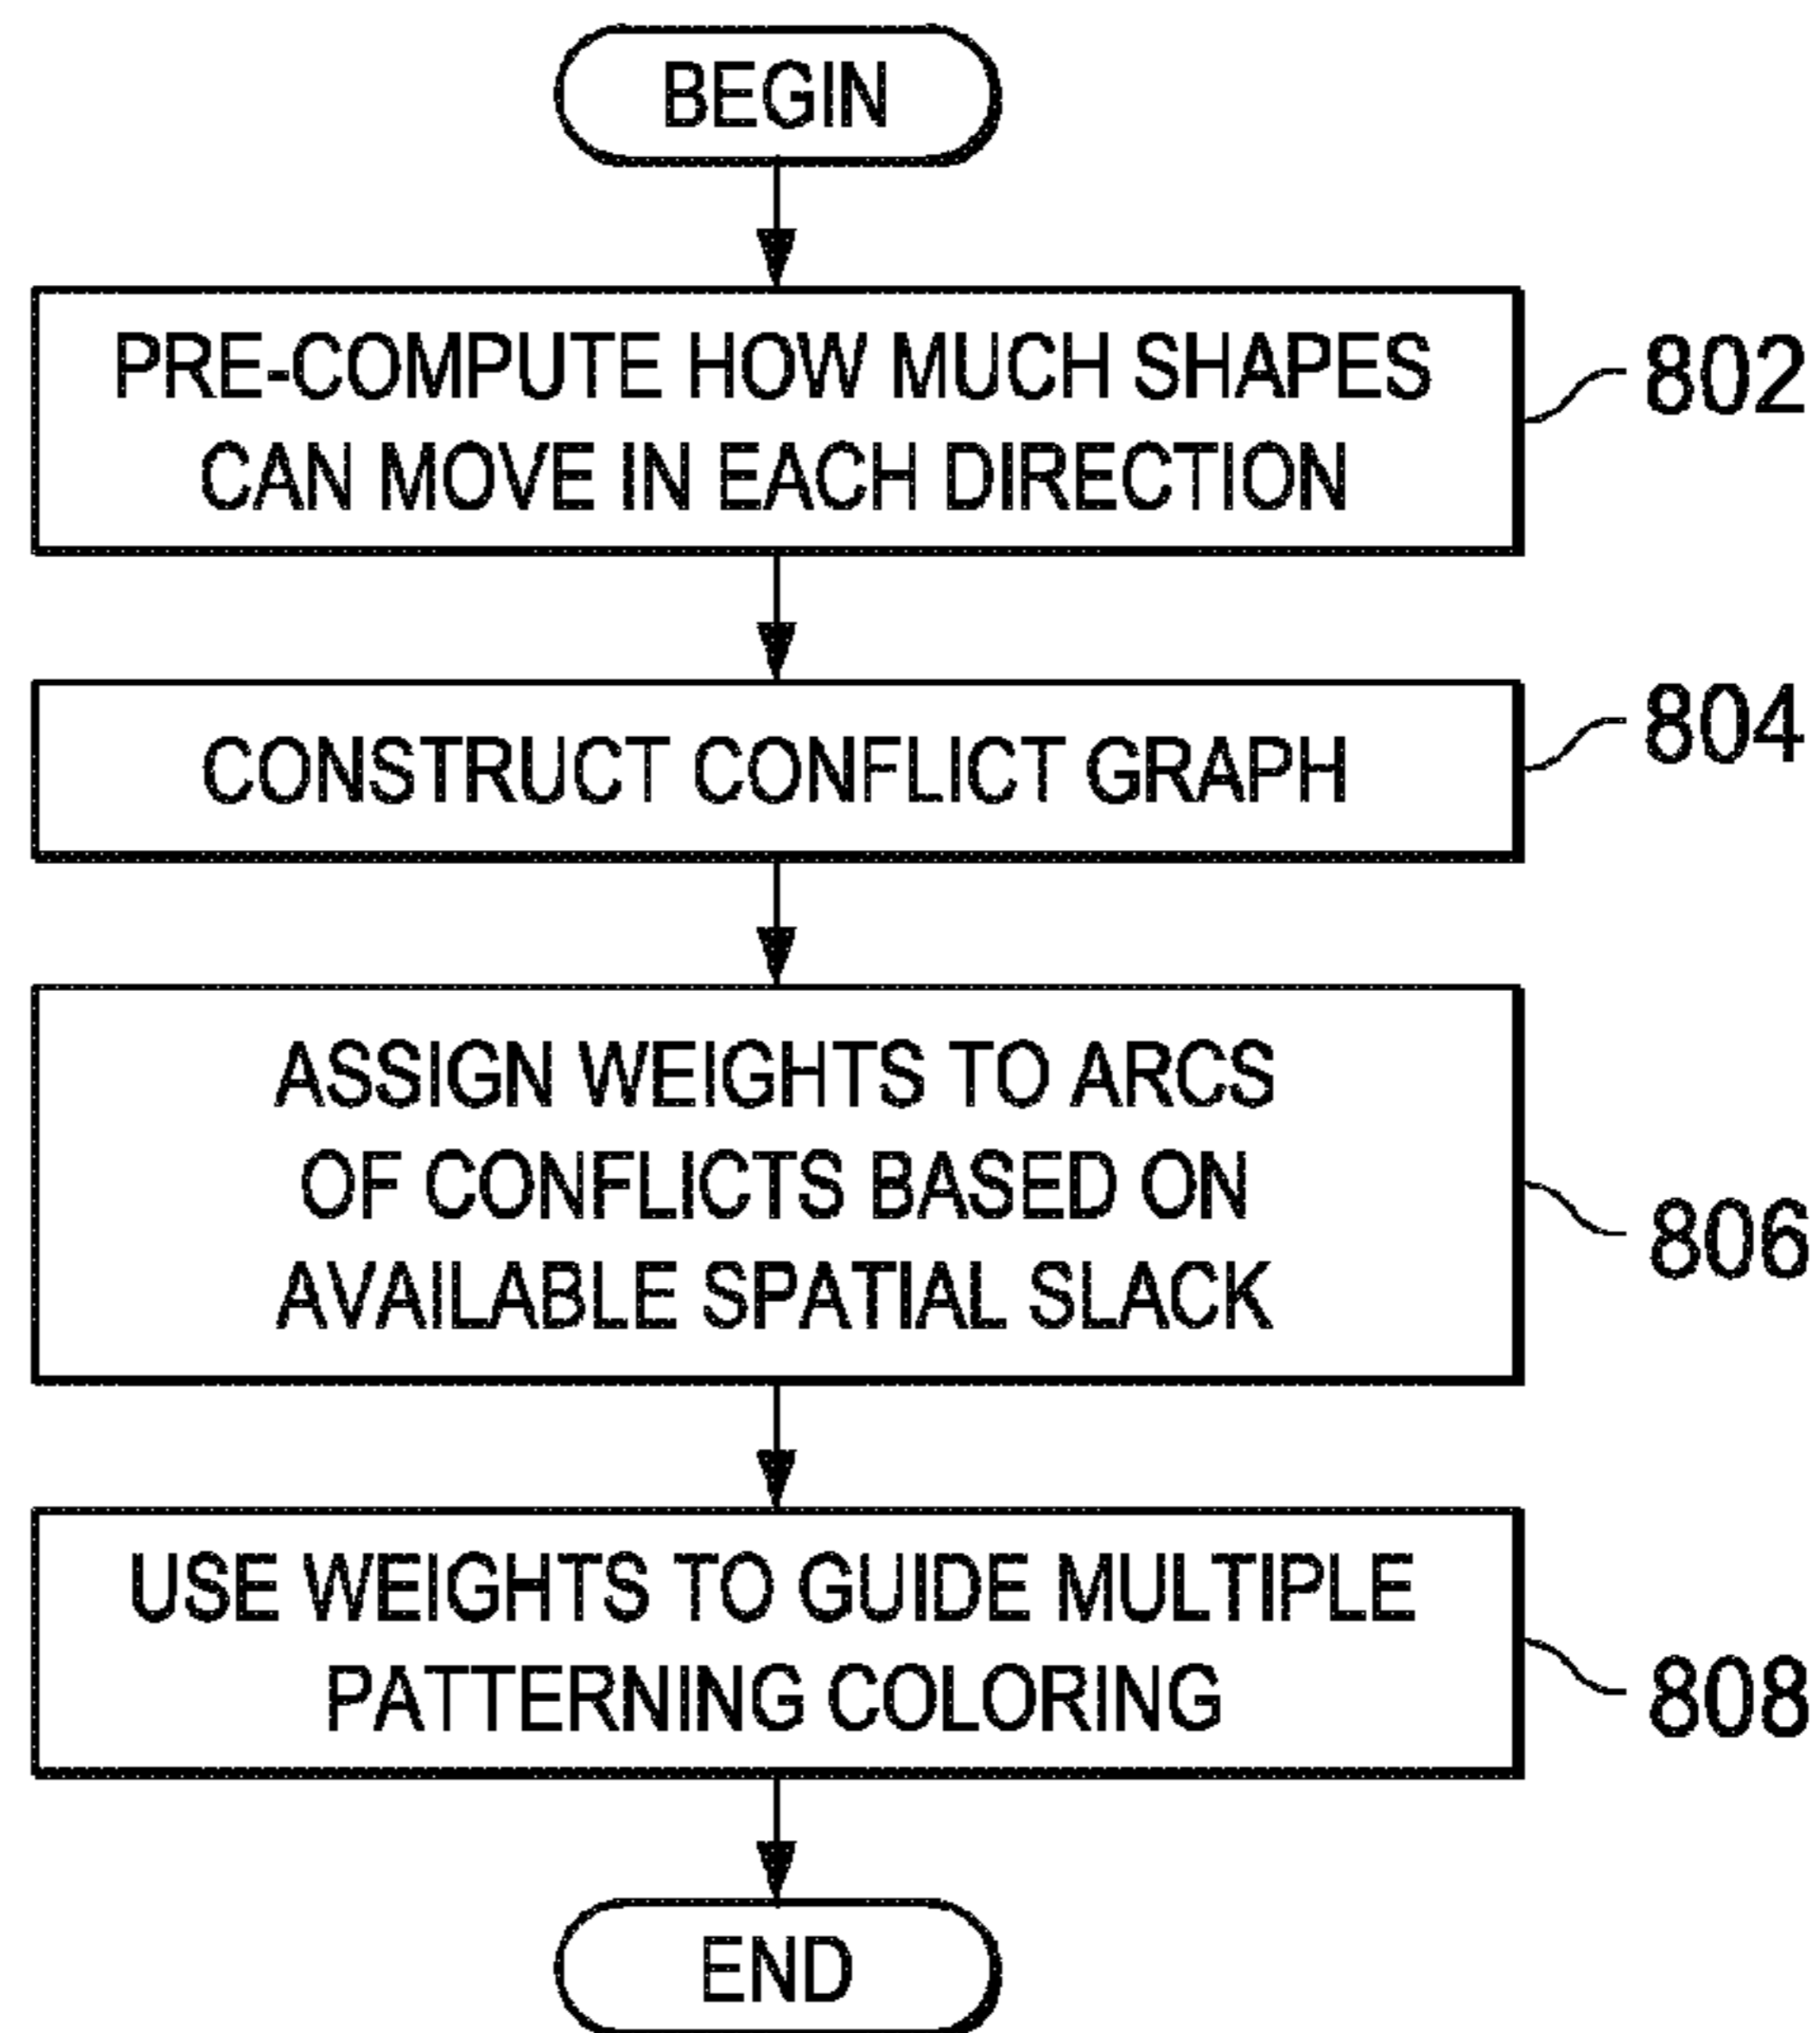 BEGIN
PRE-COMPUTE HOW MUCH SHAPES
CAN MOVE IN EACH DIRECTION
802
CONSTRUCT CONFLICT GRAPH
804
ASSIGN WEIGHTS TO ARCS
OF CONFLICTS BASED ON
AVAILABLE SPATIAL SLACK
806
USE WEIGHTS TO GUIDE MULTIPLE
PATTERNING COLORING
808
END